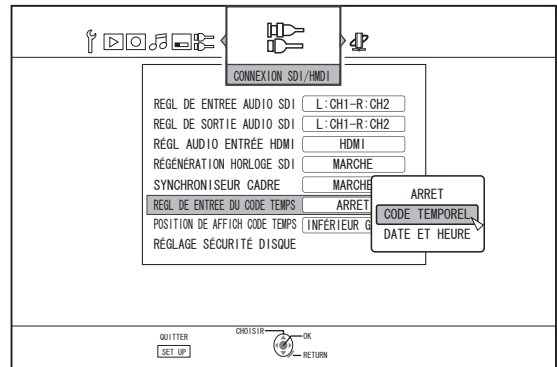 CONNEXION SDI/HMDI
REGL DE ENTREE AUDIO SDI L:CH1-R:CH2
REGL DE SORTIE AUDIO SDI L:CH1-R:CH2
RÉGL AUDIO ENTRÉE HDMI HDMI
RÉGÉNÉRATION HORLOGE SDI MARCHE
SYNCHRONISEUR CADRE MARCHE
REGL DE ENTREE DU CODE TEMPS ARRET
POSITION DE AFFICH CODE TEMPS INFÉRIEUR G
RÉGLAGE SÉCURITÉ DISQUE
ARRET
CODE TEMPOREL
DATE ET HEURE
QUITTER
SET UP
CHOISIR
OK
RETURN